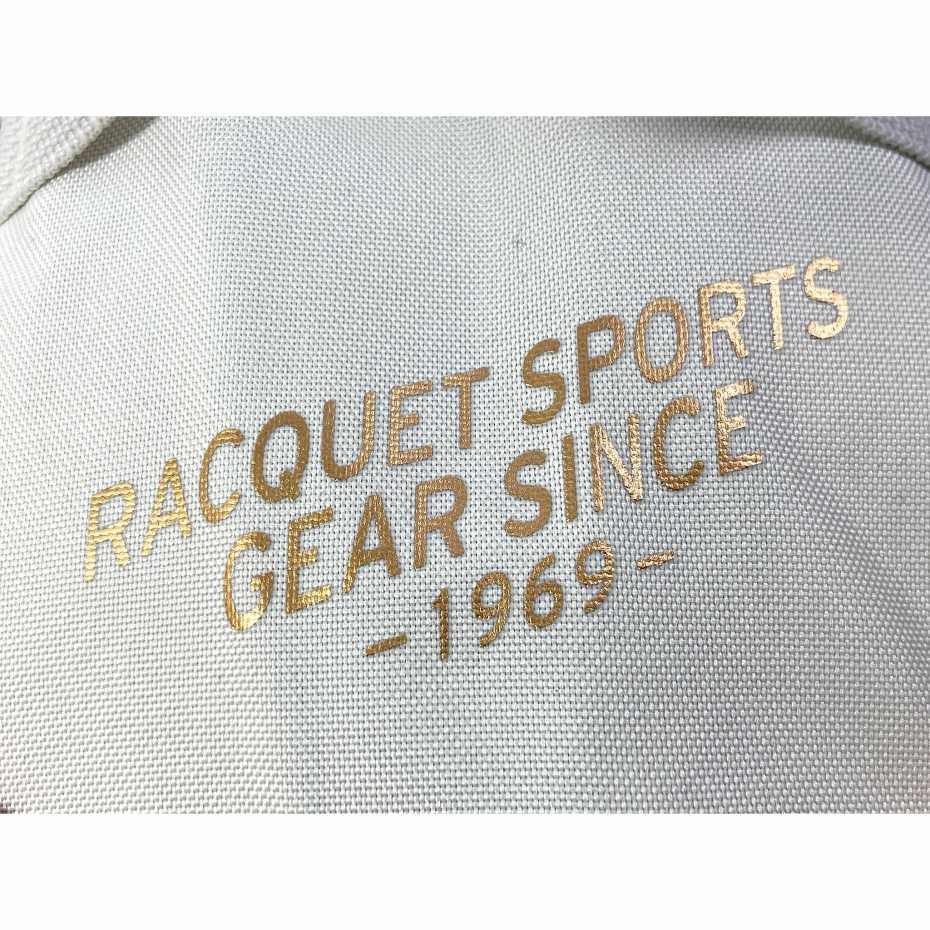 RACQUET SPORTS
GEAR SINCE
-1969-